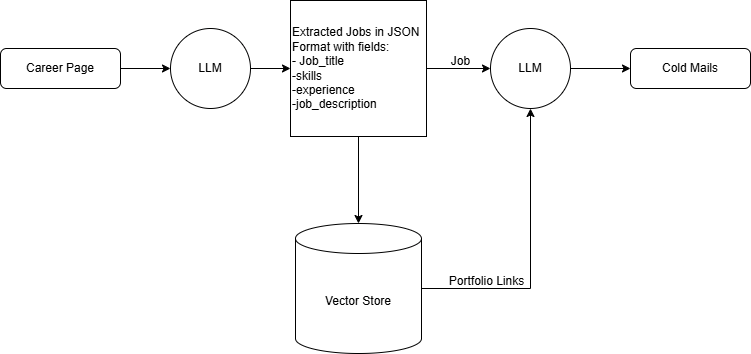 Career Page
LLM
Extracted Jobs in JSON
Format with fields:
- Job_title
-skills
-experience
-job_description
Job
LLM
Cold Mails
Vector Store
Portfolio Links